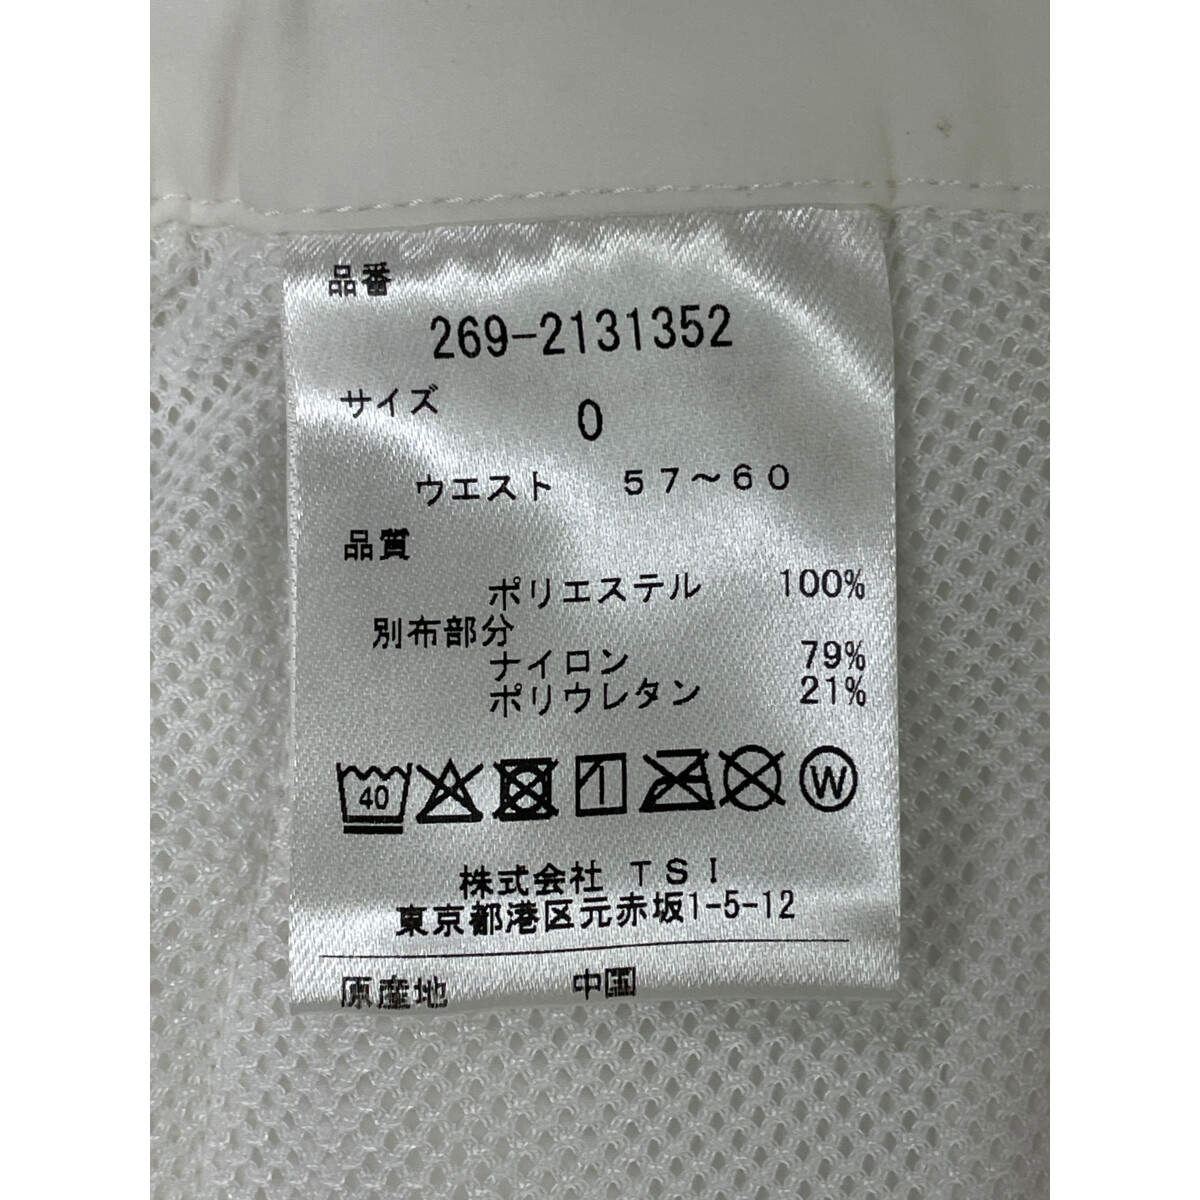 品番
269-2131352
サイズ 0
ウエスト ５７～６０
品質
ポリエステル 100%
別布部分
ナイロン 79%
ポリウレタン 21%
40 W
株式会社 ＴＳＩ
東京都港区元赤坂1-5-12
原産地 中国